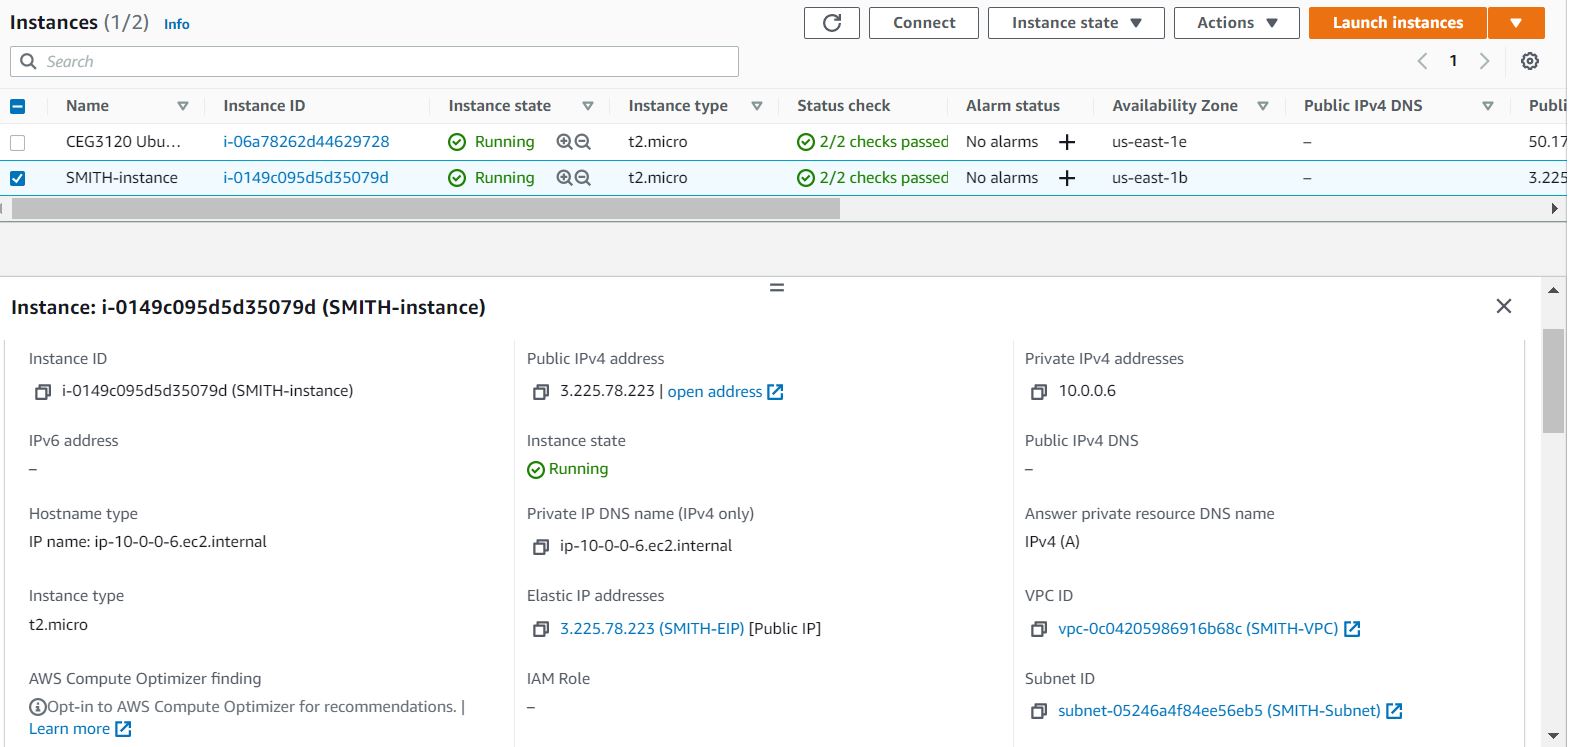 Instances (1/2) Info
Connect Instance state Actions Launch instances
Search
1
Name Instance ID Instance state Instance type Status check Alarm status Availability Zone Public IPv4 DNS Publi
CEG3120 Ubu... i-06a78262d44629728 Running t2.micro 2/2 checks passed No alarms + us-east-1e – 50.17
SMITH-instance i-0149c095d5d35079d Running t2.micro 2/2 checks passed No alarms + us-east-1b – 3.225
Instance: i-0149c095d5d35079d (SMITH-instance)
Instance ID
i-0149c095d5d35079d (SMITH-instance)
Public IPv4 address
3.225.78.223 | open address
Private IPv4 addresses
10.0.0.6
IPv6 address
–
Instance state
Running
Public IPv4 DNS
–
Hostname type
IP name: ip-10-0-0-6.ec2.internal
Private IP DNS name (IPv4 only)
ip-10-0-0-6.ec2.internal
Answer private resource DNS name
IPv4 (A)
Instance type
t2.micro
Elastic IP addresses
3.225.78.223 (SMITH-EIP) [Public IP]
VPC ID
vpc-0c04205986916b68c (SMITH-VPC)
AWS Compute Optimizer finding
Opt-in to AWS Compute Optimizer for recommendations. |
Learn more
IAM Role
–
Subnet ID
subnet-05246a4f84ee56eb5 (SMITH-Subnet)